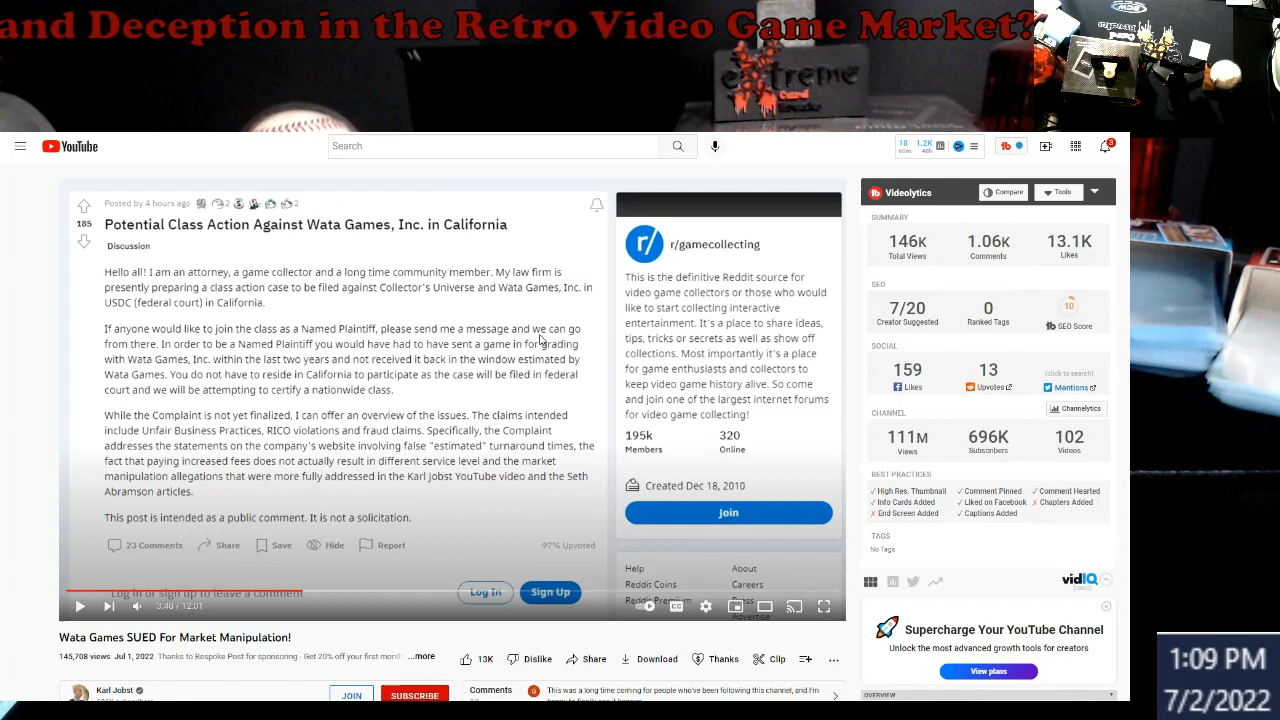 and Deception in the Retro Video Game Market?
extreme
YouTube
Search
18
60m
1.2K
48h
3
Posted by 4 hours ago
2
2
185
Potential Class Action Against Wata Games, Inc. in California
Discussion
Hello all! I am an attorney, a game collector and a long time community member. My law firm is
presently preparing a class action case to be filed against Collector's Universe and Wata Games, Inc. in
USDC (federal court) in California.
If anyone would like to join the class as a Named Plaintiff, please send me a message and we can go
from there. In order to be a Named Plaintiff you would have had to have sent a game in for grading
with Wata Games, Inc. within the last two years and not received it back in the window estimated by
Wata Games. You do not have to reside in California to participate as the case will be filed in federal
court and we will be attempting to certify a nationwide class.
While the Complaint is not yet finalized, I can offer an overview of the issues. The claims intended
include Unfair Business Practices, RICO violations and fraud claims. Specifically, the Complaint
addresses the statements on the company's website involving false "estimated" turnaround times, the
fact that paying increased fees does not actually result in different service level and the market
manipulation allegations that were more fully addressed in the Karl Jobst YouTube video and the Seth
Abramson articles.
This post is intended as a public comment. It is not a solicitation.
23 Comments Share Save Hide Report
97% Upvoted
Log in or sign up to leave a comment
Log In Sign Up
r/gamecollecting
This is the definitive Reddit source for
video game collectors or those who would
like to start collecting interactive
entertainment. It's a place to share ideas,
tips, tricks or secrets as well as show off
collections. Most importantly it's a place
for game enthusiasts and collectors to
keep video game history alive. So come
and join one of the largest internet forums
for video game collecting!
195k 320
Members Online
Created Dec 18, 2010
Join
Help About
Reddit Coins Careers
Reddit Premium Press
Advertise
3:40 / 12:01
Wata Games SUED For Market Manipulation!
145,708 views Jul 1, 2022 Thanks to Bespoke Post for sponsoring - Get 20% off your first month ...more
13K Dislike Share Download Thanks Clip
Karl Jobst
JOIN
SUBSCRIBE
Comments
This was a long time coming for people who've been following this channel, and I'm
Videolytics
Compare
Tools
SUMMARY
146K 1.06K 13.1K
Total Views Comments Likes
SEO
7/20 0 10
Creator Suggested Ranked Tags SEO Score
SOCIAL
159 13 (click to search)
Likes Upvotes Mentions
CHANNEL
Channelytics
111M 696K 102
Views Subscribers Videos
BEST PRACTICES
High Res. Thumbnail Comment Pinned Comment Hearted
Info Cards Added Liked on Facebook Chapters Added
End Screen Added Captions Added
TAGS
No Tags
vidIQ
Supercharge Your YouTube Channel
Unlock the most advanced growth tools for creators
View plans
OVERVIEW
1:09 PM
7/2/2022